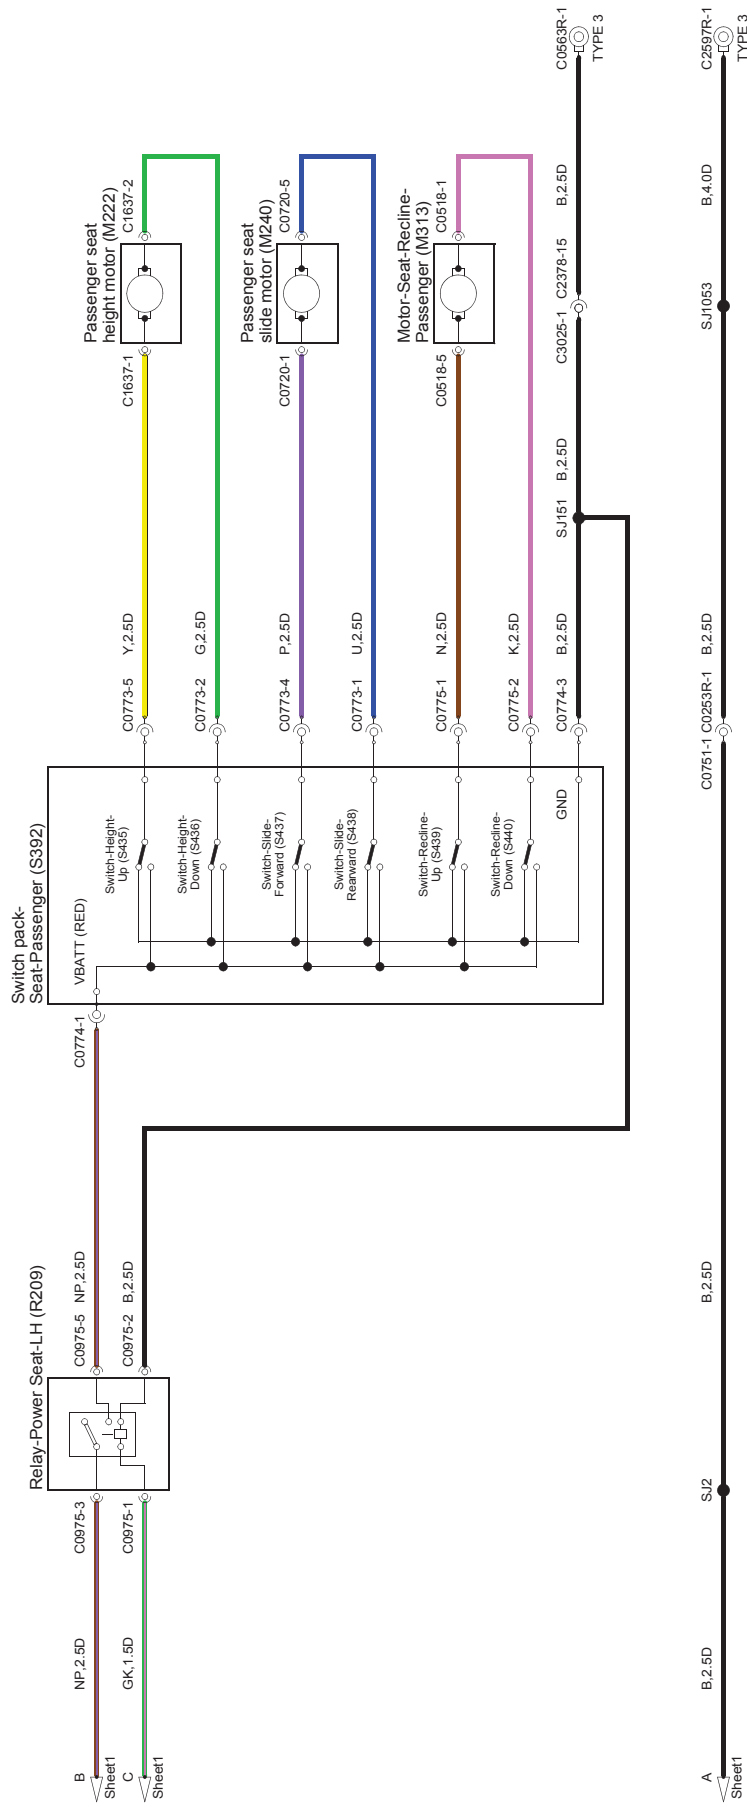 B
Sheet1
NP,2.5D
C0975-3
C
Sheet1
GK,1.5D
C0975-1
Relay-Power Seat-LH (R209)
C0975-5
NP,2.5D
C0774-1
C0975-2
B,2.5D
Switch pack-
Seat-Passenger (S392)
VBATT (RED)
Switch-Height-
Up (S435)
Switch-Height-
Down (S436)
Switch-Slide-
Forward (S437)
Switch-Slide-
Rearward (S438)
Switch-Recline-
Up (S439)
Switch-Recline-
Down (S440)
GND
C0773-5
Y,2.5D
C1637-1
Passenger seat
height motor (M222)
C1637-2
C0773-2
G,2.5D
C0773-4
P,2.5D
C0720-1
Passenger seat
slide motor (M240)
C0720-5
C0773-1
U,2.5D
C0775-1
N,2.5D
C0518-5
Motor-Seat-Recline-
Passenger (M313)
C0518-1
C0775-2
K,2.5D
C0774-3
B,2.5D
SJ151
B,2.5D
C3025-1
C2378-15
B,2.5D
C0563R-1
TYPE 3
A
Sheet1
B,2.5D
SJ2
B,2.5D
C0751-1
C0253R-1
B,2.5D
SJ1053
B,4.0D
C2597R-1
TYPE 3